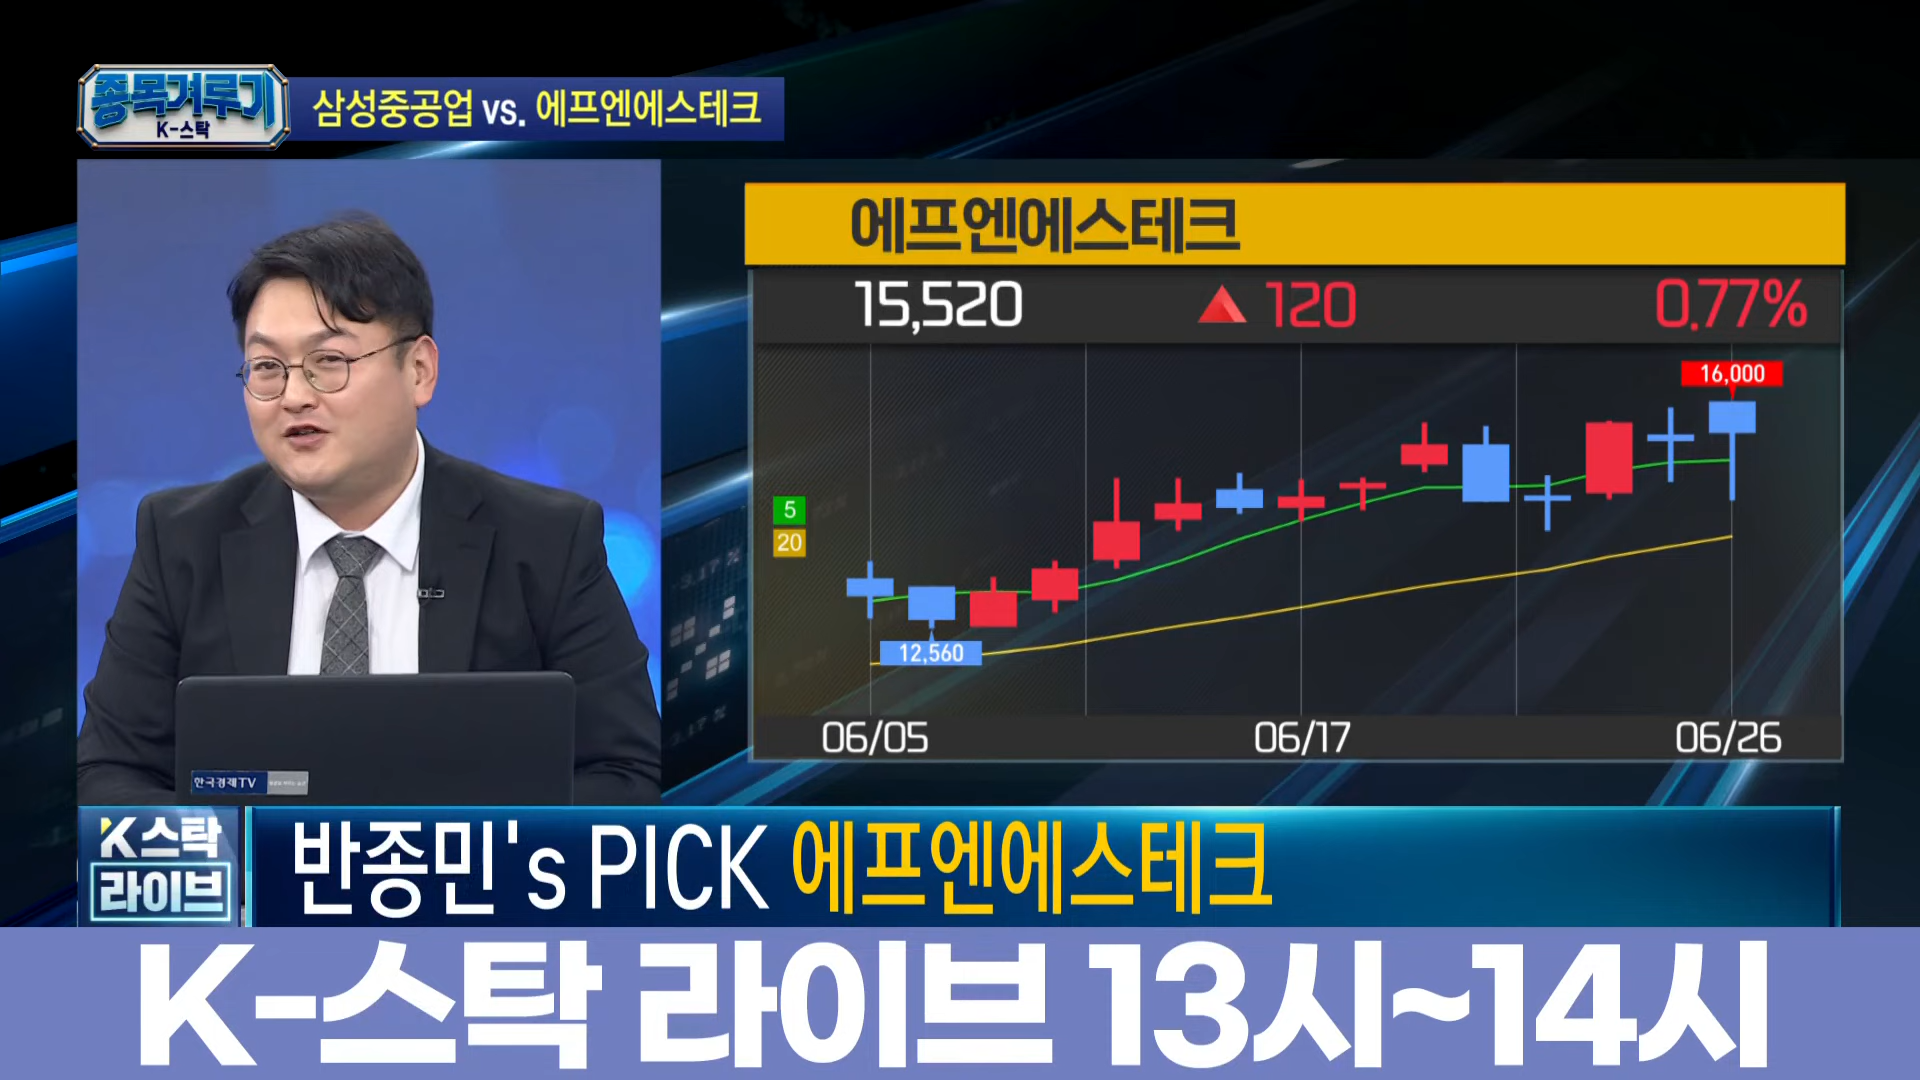 종목겨루기
K-스탁
삼성중공업 vs. 에프엔에스테크
에프엔에스테크
15,520 ▲ 120 0.77%
16,000
5
20
12,560
06/05 06/17 06/26
한국경제TV
K스탁
라이브
반종민's PICK 에프엔에스테크
K-스탁 라이브 13시~14시